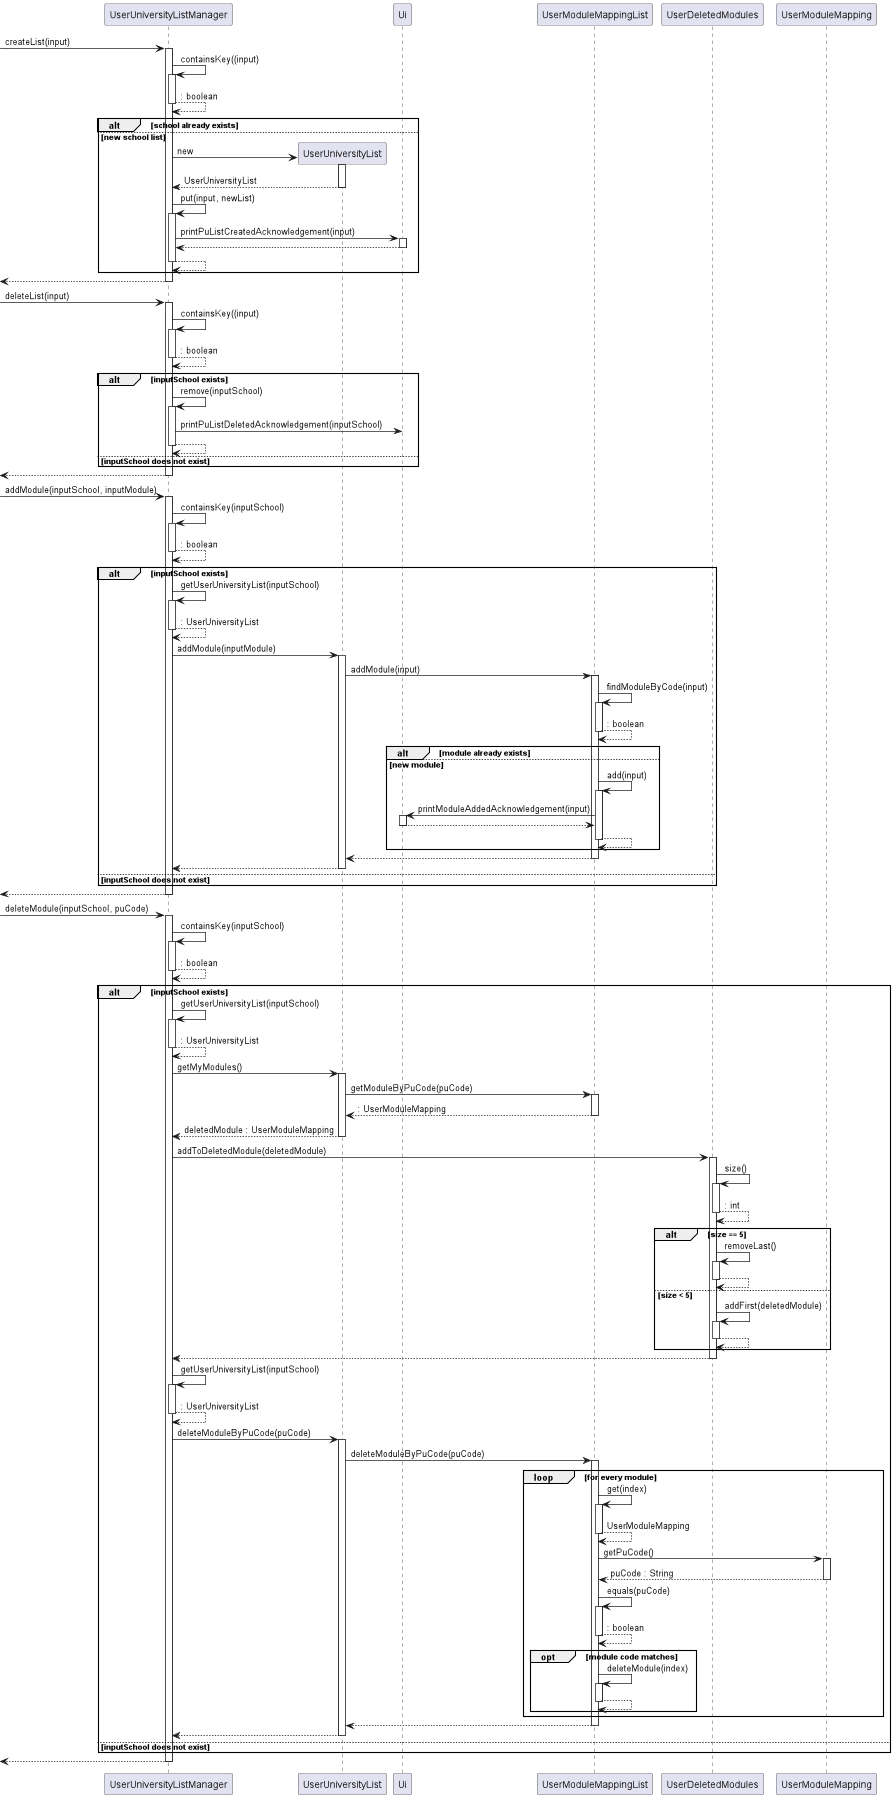 UserUniversityListManager
Ui
UserModuleMappingList
UserDeletedModules
UserModuleMapping
createList(input)
containsKey((input)
: boolean
alt [school already exists]
[new school list]
new
UserUniversityList
UserUniversityList
put(input, newList)
printPuListCreatedAcknowledgement(input)
deleteList(input)
containsKey((input)
: boolean
alt [inputSchool exists]
remove(inputSchool)
printPuListDeletedAcknowledgement(inputSchool)
[inputSchool does not exist]
addModule(inputSchool, inputModule)
containsKey(inputSchool)
: boolean
alt [inputSchool exists]
getUserUniversityList(inputSchool)
: UserUniversityList
addModule(inputModule)
addModule(input)
findModuleByCode(input)
: boolean
alt [module already exists]
[new module]
add(input)
printModuleAddedAcknowledgement(input)
[inputSchool does not exist]
deleteModule(inputSchool, puCode)
containsKey(inputSchool)
: boolean
alt [inputSchool exists]
getUserUniversityList(inputSchool)
: UserUniversityList
getMyModules()
getModuleByPuCode(puCode)
: UserModuleMapping
deletedModule : UserModuleMapping
addToDeletedModule(deletedModule)
size()
: int
alt [size == 5]
removeLast()
[size < 5]
addFirst(deletedModule)
getUserUniversityList(inputSchool)
: UserUniversityList
deleteModuleByPuCode(puCode)
deleteModuleByPuCode(puCode)
loop [for every module]
get(index)
UserModuleMapping
getPuCode()
puCode : String
equals(puCode)
: boolean
opt [module code matches]
deleteModule(index)
[inputSchool does not exist]
UserUniversityListManager
UserUniversityList
Ui
UserModuleMappingList
UserDeletedModules
UserModuleMapping